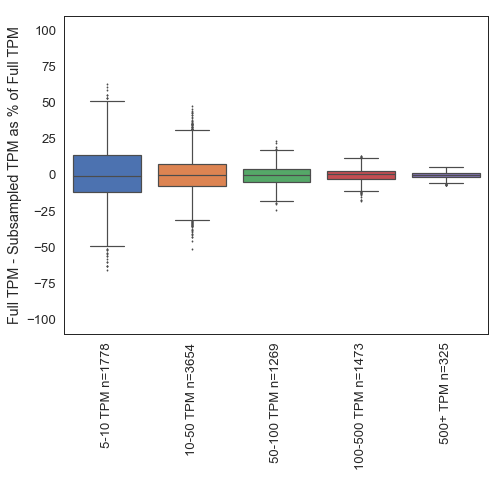 Full TPM - Subsampled TPM as % of Full TPM
100
75
50
25
0
−25
−50
−75
−100
5-10 TPM n=1778
10-50 TPM n=3654
50-100 TPM n=1269
100-500 TPM n=1473
500+ TPM n=325